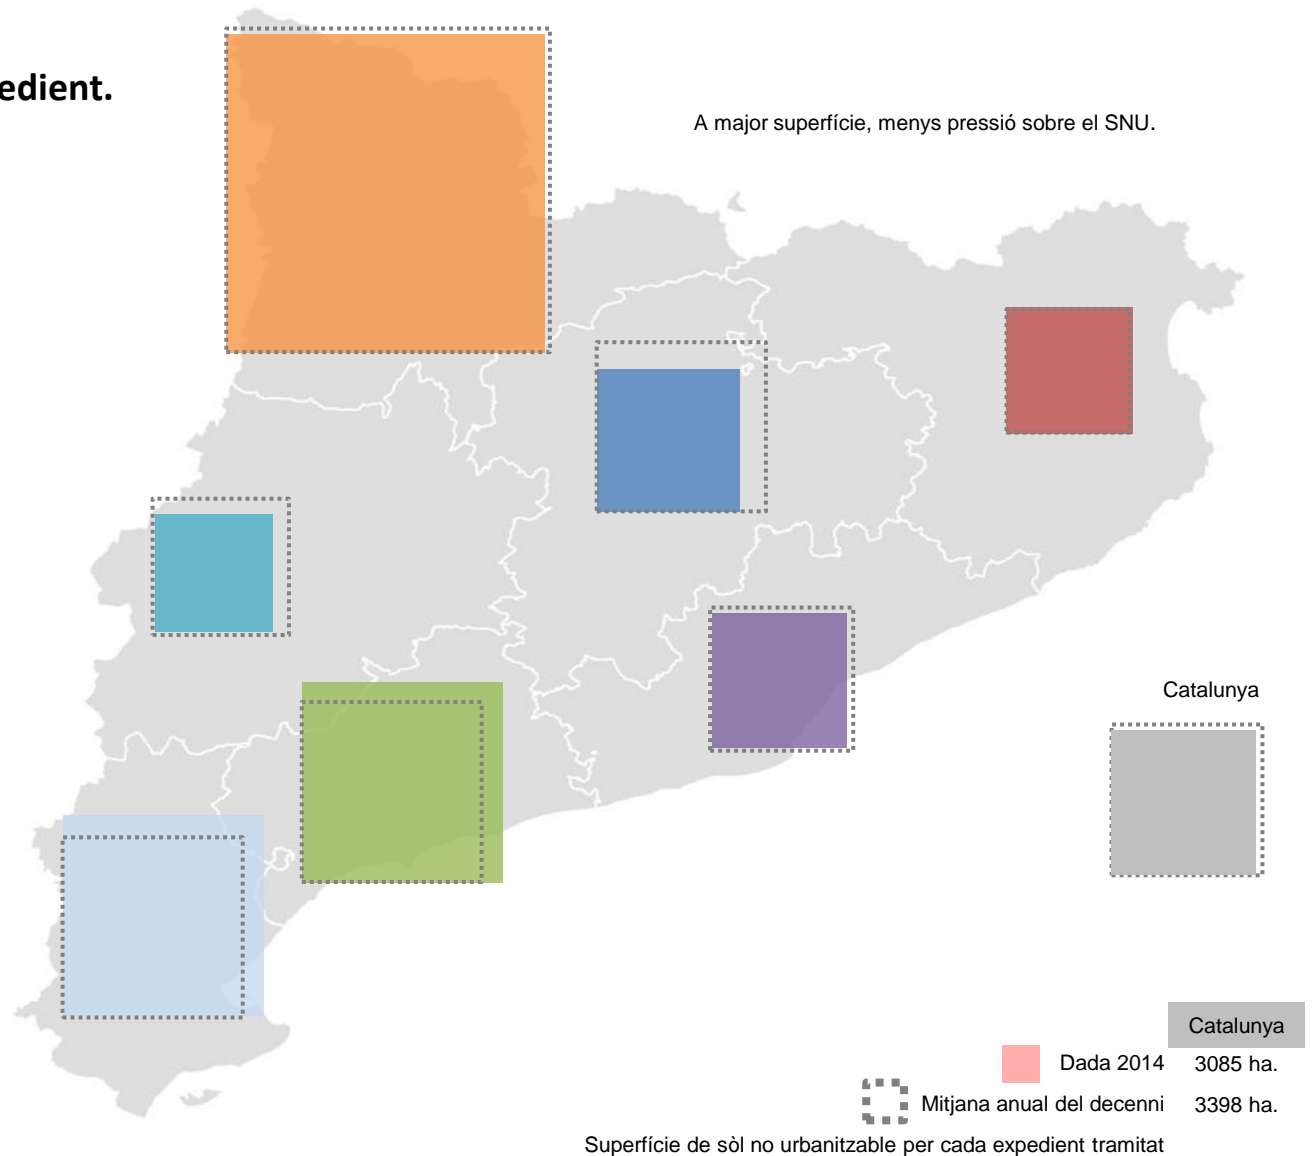 edient.
A major superfície, menys pressió sobre el SNU.
Catalunya
Catalunya
Dada 2014 3085 ha.
Mitjana anual del decenni 3398 ha.
Superfície de sòl no urbanitzable per cada expedient tramitat